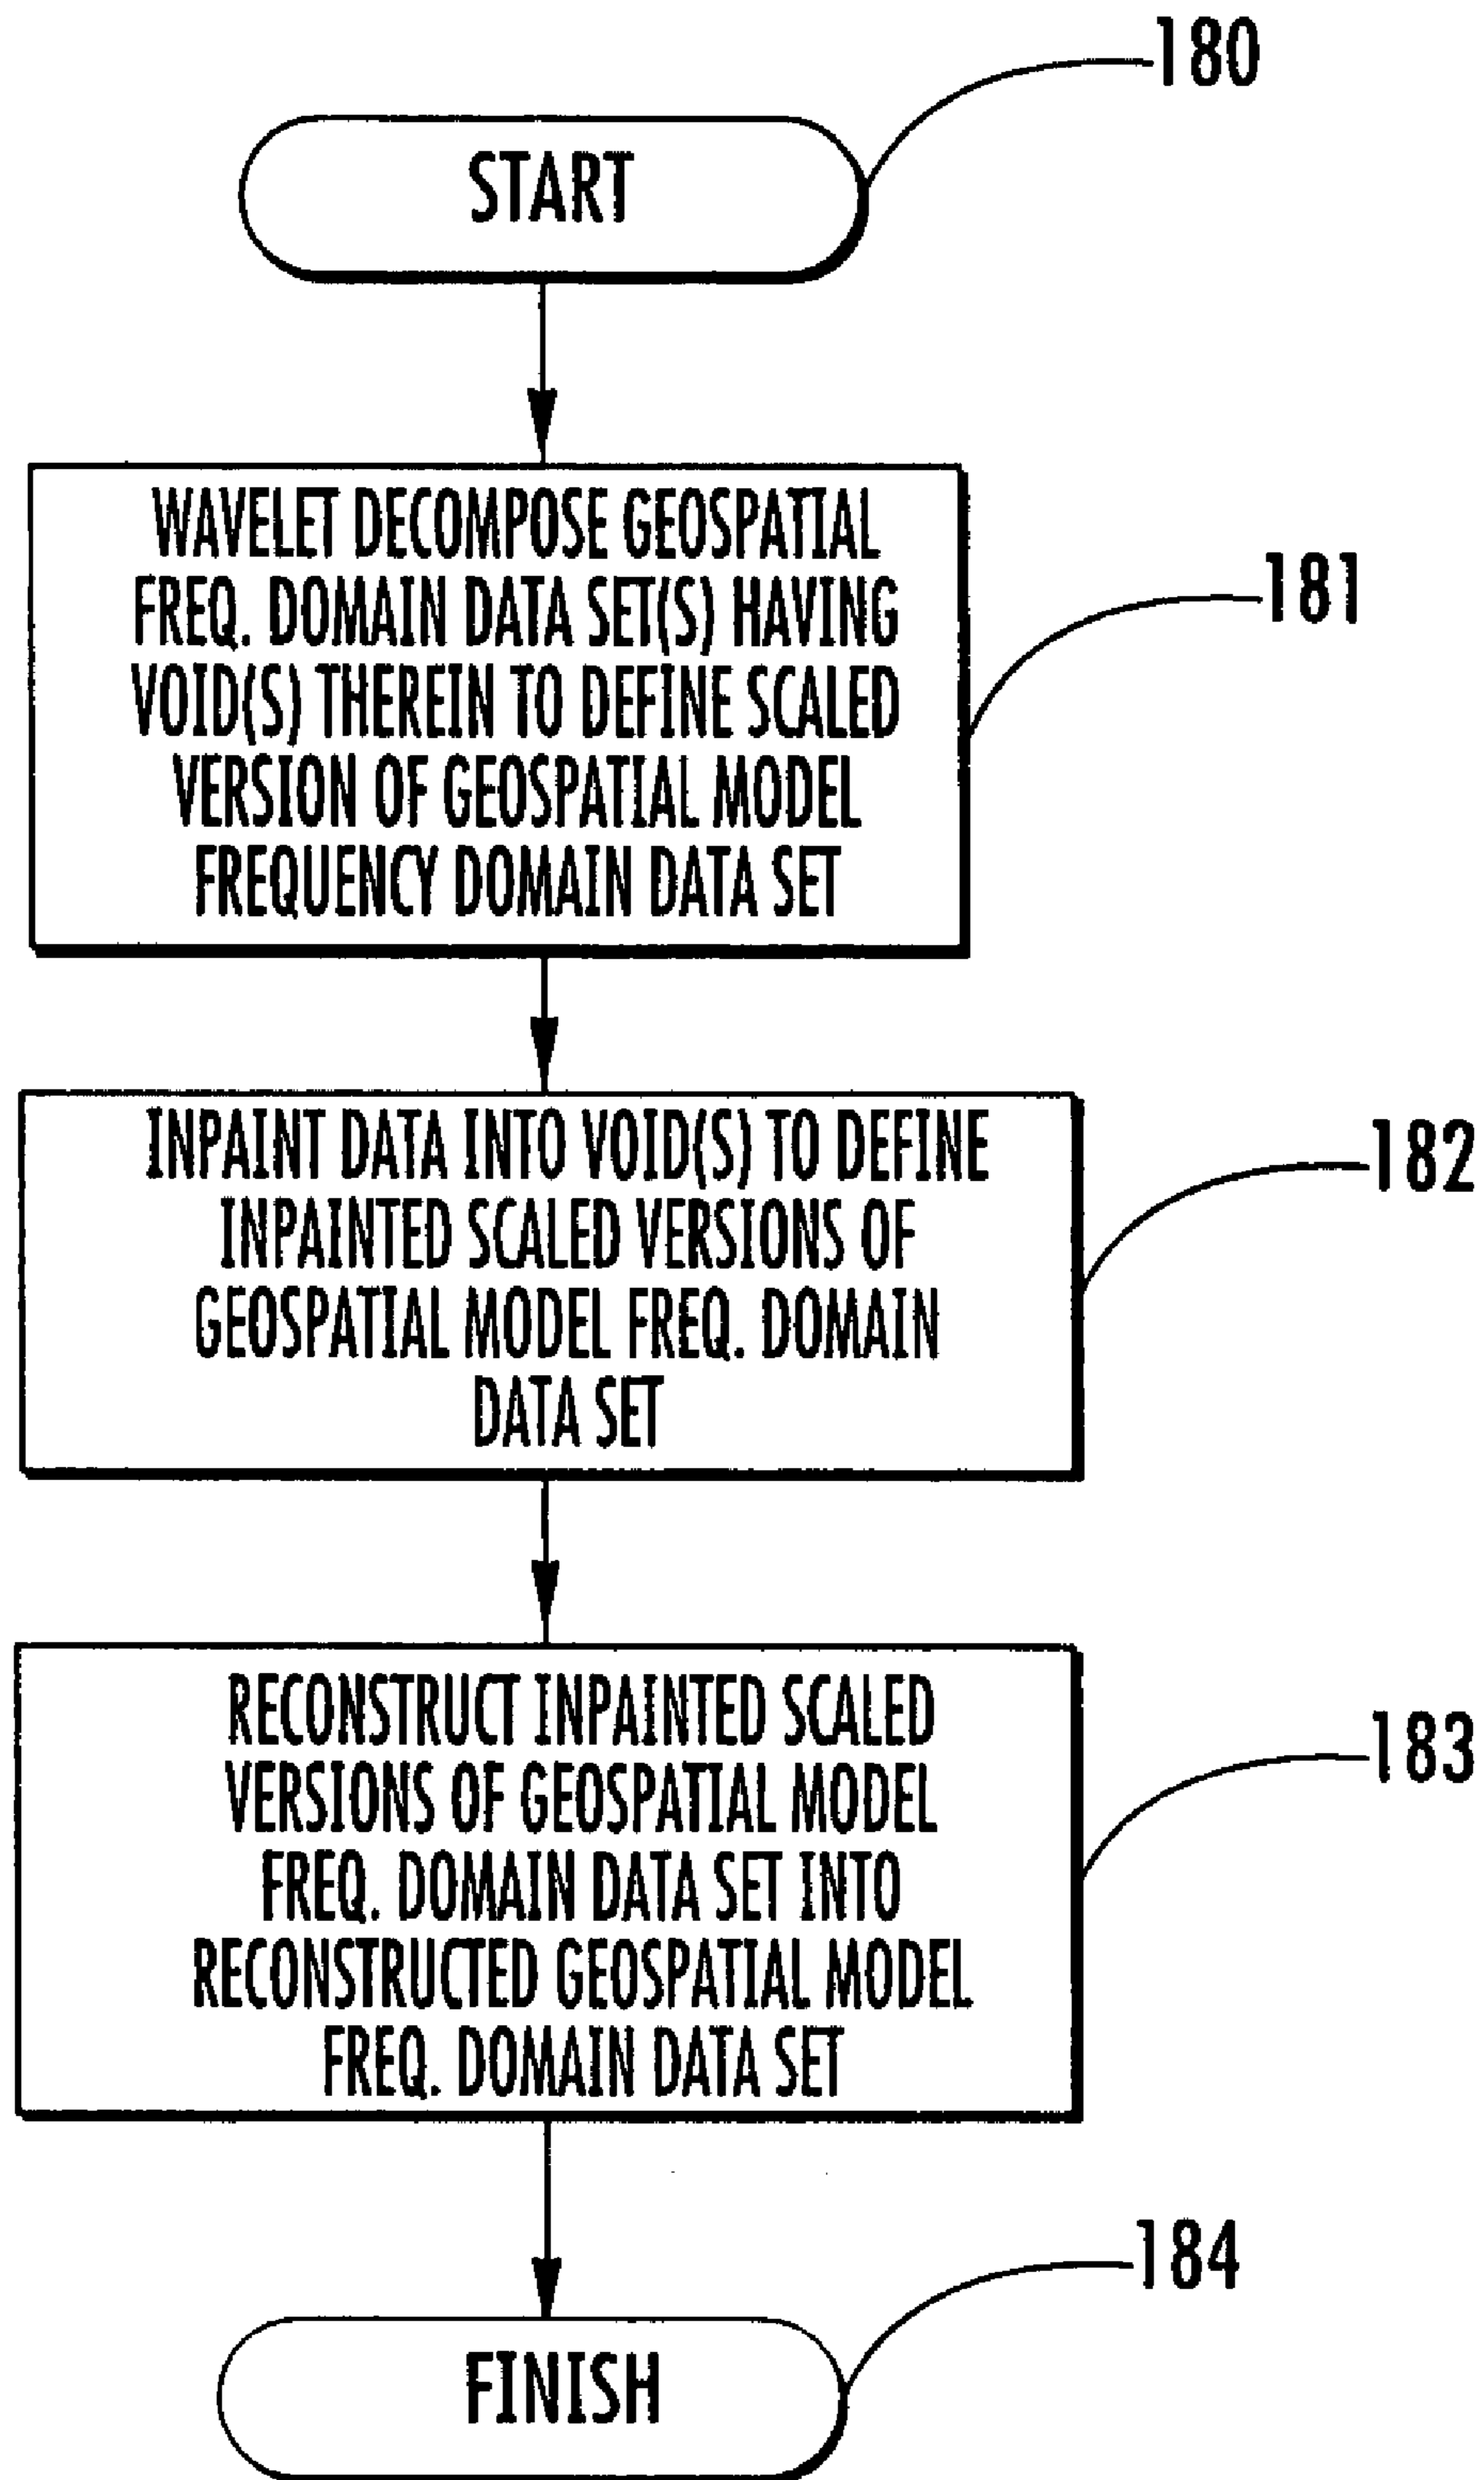 180
START
WAVELET DECOMPOSE GEOSPATIAL
FREQ. DOMAIN DATA SET(S) HAVING
VOID(S) THEREIN TO DEFINE SCALED
VERSION OF GEOSPATIAL MODEL
FREQUENCY DOMAIN DATA SET
181
INPAINT DATA INTO VOID(S) TO DEFINE
INPAINTED SCALED VERSIONS OF
GEOSPATIAL MODEL FREQ. DOMAIN
DATA SET
182
RECONSTRUCT INPAINTED SCALED
VERSIONS OF GEOSPATIAL MODEL
FREQ. DOMAIN DATA SET INTO
RECONSTRUCTED GEOSPATIAL MODEL
FREQ. DOMAIN DATA SET
183
184
FINISH